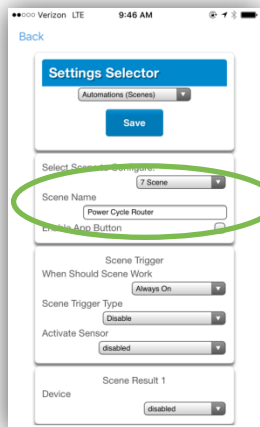 Verizon LTE 9:46 AM
Back
Settings Selector
Automations (Scenes)
Save
Select Scene to Configure:
7 Scene
Scene Name
Power Cycle Router
Enable App Button
Scene Trigger
When Should Scene Work
Always On
Scene Trigger Type
Disable
Activate Sensor
disabled
Scene Result 1
Device
disabled